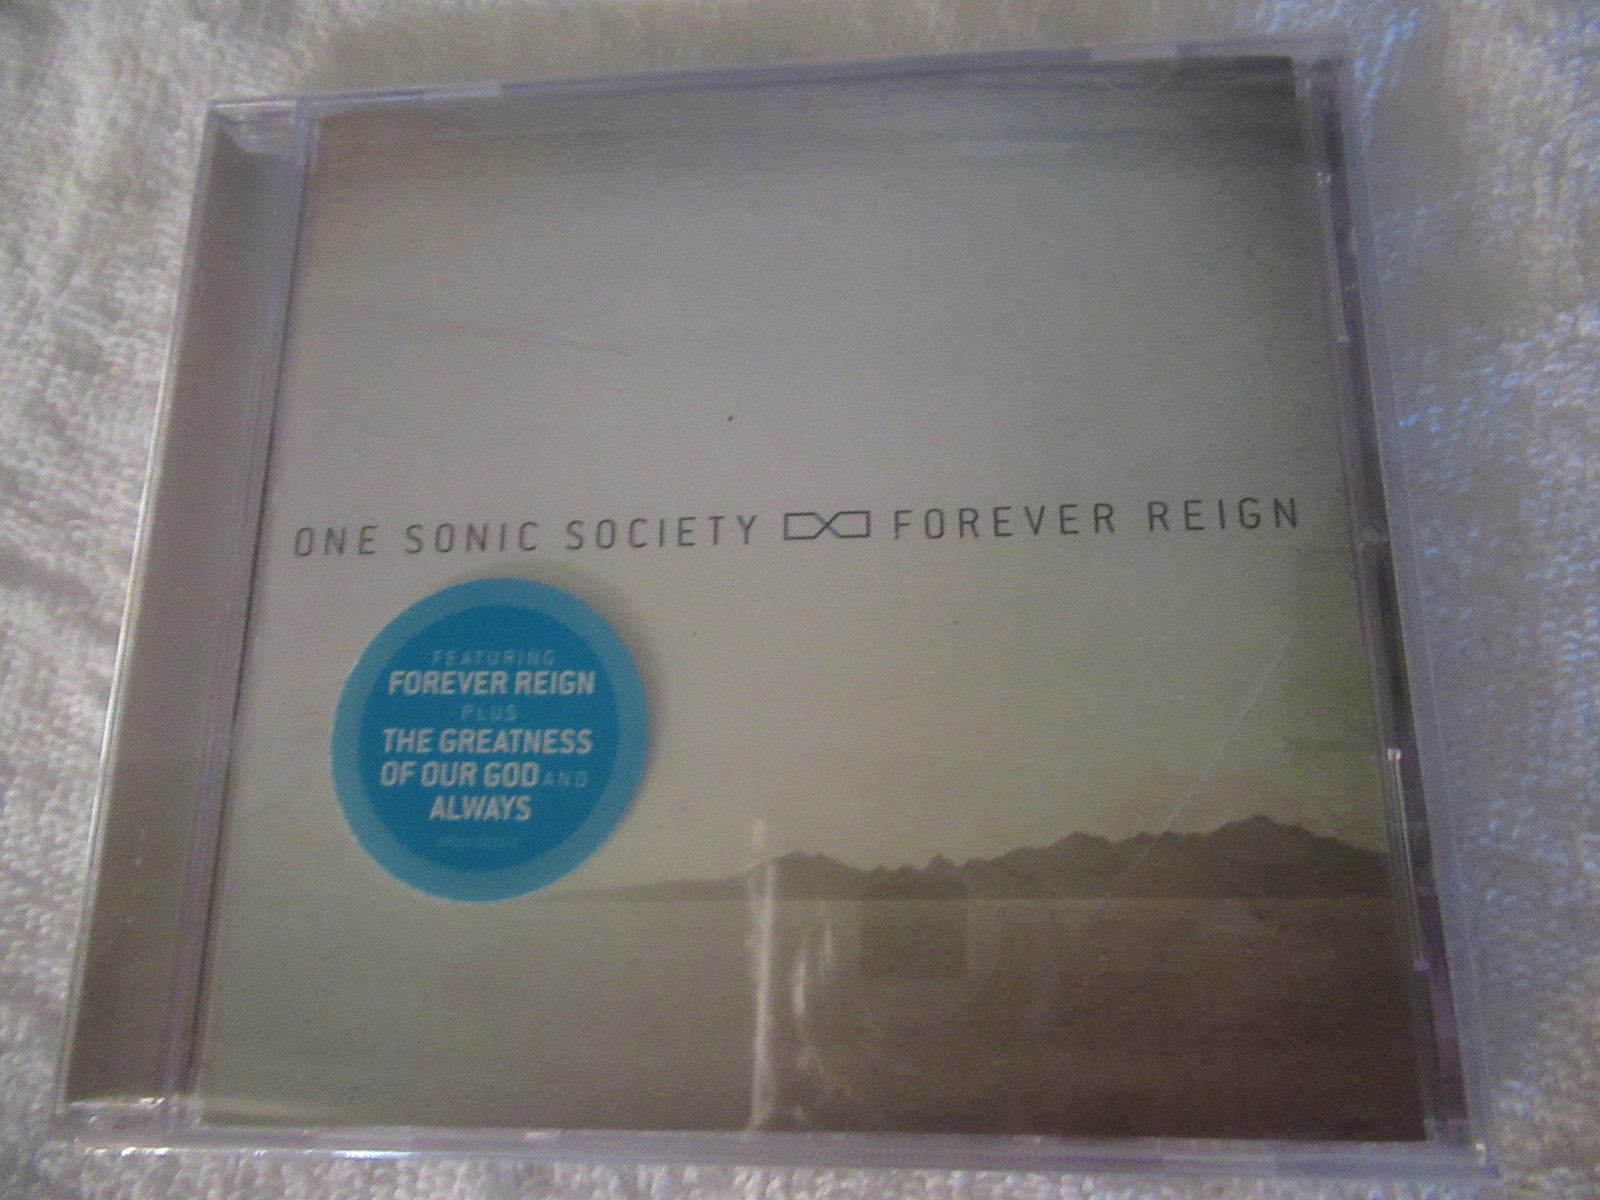 ONE SONIC SOCIETY FOREVER REIGN
FEATURING
FOREVER REIGN
PLUS
THE GREATNESS
OF OUR GOD AND
ALWAYS